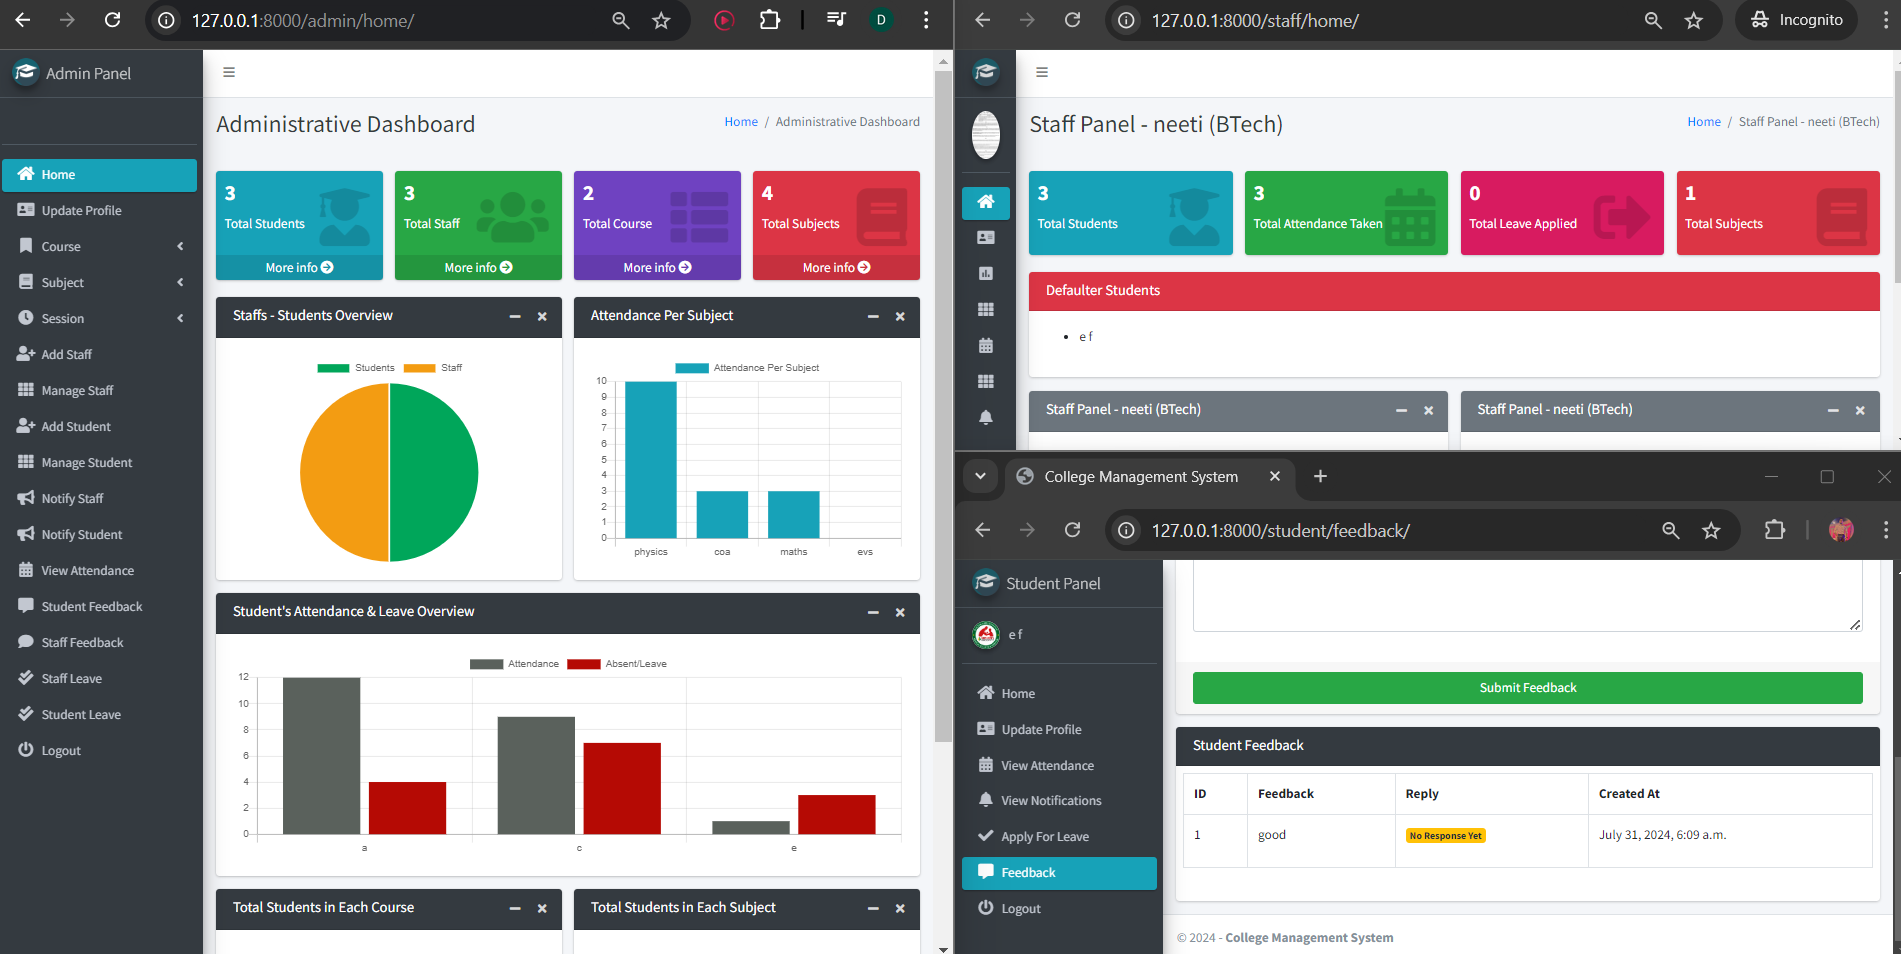 127.0.0.1:8000/admin/home/
D
Admin Panel
Home
Update Profile
Course
Subject
Session
Add Staff
Manage Staff
Add Student
Manage Student
Notify Staff
Notify Student
View Attendance
Student Feedback
Staff Feedback
Staff Leave
Student Leave
Logout
Administrative Dashboard
Home / Administrative Dashboard
3
Total Students
More info
3
Total Staff
More info
2
Total Course
More info
4
Total Subjects
More info
Staffs - Students Overview
Students Staff
Attendance Per Subject
Attendance Per Subject
10
9
8
7
6
5
4
3
2
1
0
physics coa maths evs
Student's Attendance & Leave Overview
Attendance Absent/Leave
12
10
8
6
4
2
0
a c e
Total Students in Each Course
Total Students in Each Subject
127.0.0.1:8000/staff/home/
Incognito
Staff Panel - neeti (BTech)
Home / Staff Panel - neeti (BTech)
3
Total Students
3
Total Attendance Taken
0
Total Leave Applied
1
Total Subjects
Defaulter Students
e f
Staff Panel - neeti (BTech)
Staff Panel - neeti (BTech)
College Management System
127.0.0.1:8000/student/feedback/
Student Panel
e f
Home
Update Profile
View Attendance
View Notifications
Apply For Leave
Feedback
Logout
Submit Feedback
Student Feedback
ID Feedback Reply Created At
1 good No Response Yet July 31, 2024, 6:09 a.m.
© 2024 - College Management System